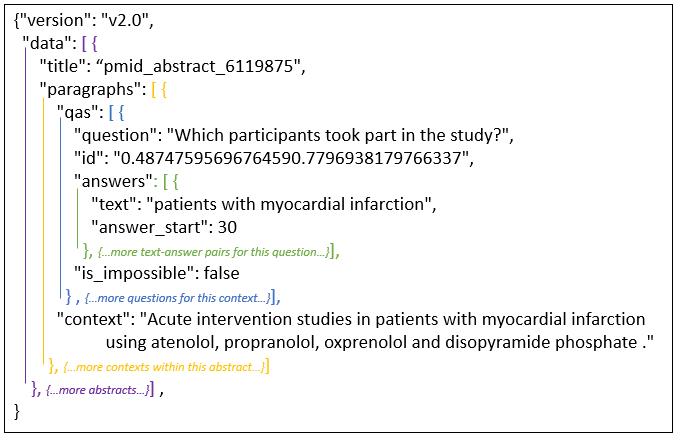 {"version": "v2.0",
"data": [ {
"title": “pmid_abstract_6119875",
"paragraphs": [ {
"qas": [ {
"question": "Which participants took part in the study?",
"id": "0.48747595696764590.7796938179766337",
"answers": [ {
"text": "patients with myocardial infarction",
"answer_start": 30
}, {...more text-answer pairs for this question...}],
"is_impossible": false
} , {...more questions for this context...}],
"context": "Acute intervention studies in patients with myocardial infarction
using atenolol, propranolol, oxprenolol and disopyramide phosphate ."
}, {...more contexts within this abstract...}]
}, {...more abstracts...}] ,
}